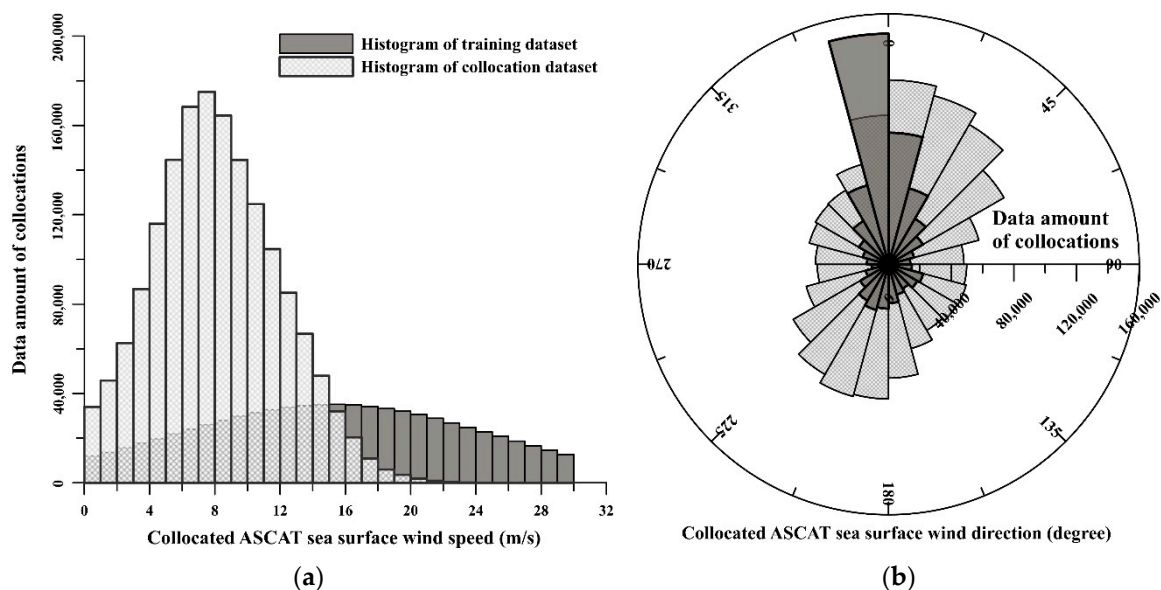 200,000
160,000
120,000
80,000
40,000
0
Data amount of collocations
Histogram of training dataset
Histogram of collocation dataset
0 4 8 12 16 20 24 28 32
Collocated ASCAT sea surface wind speed (m/s)
(a)
0
45
90
135
180
225
270
315
Data amount
of collocations
0
40,000
80,000
120,000
160,000
Collocated ASCAT sea surface wind direction (degree)
(b)